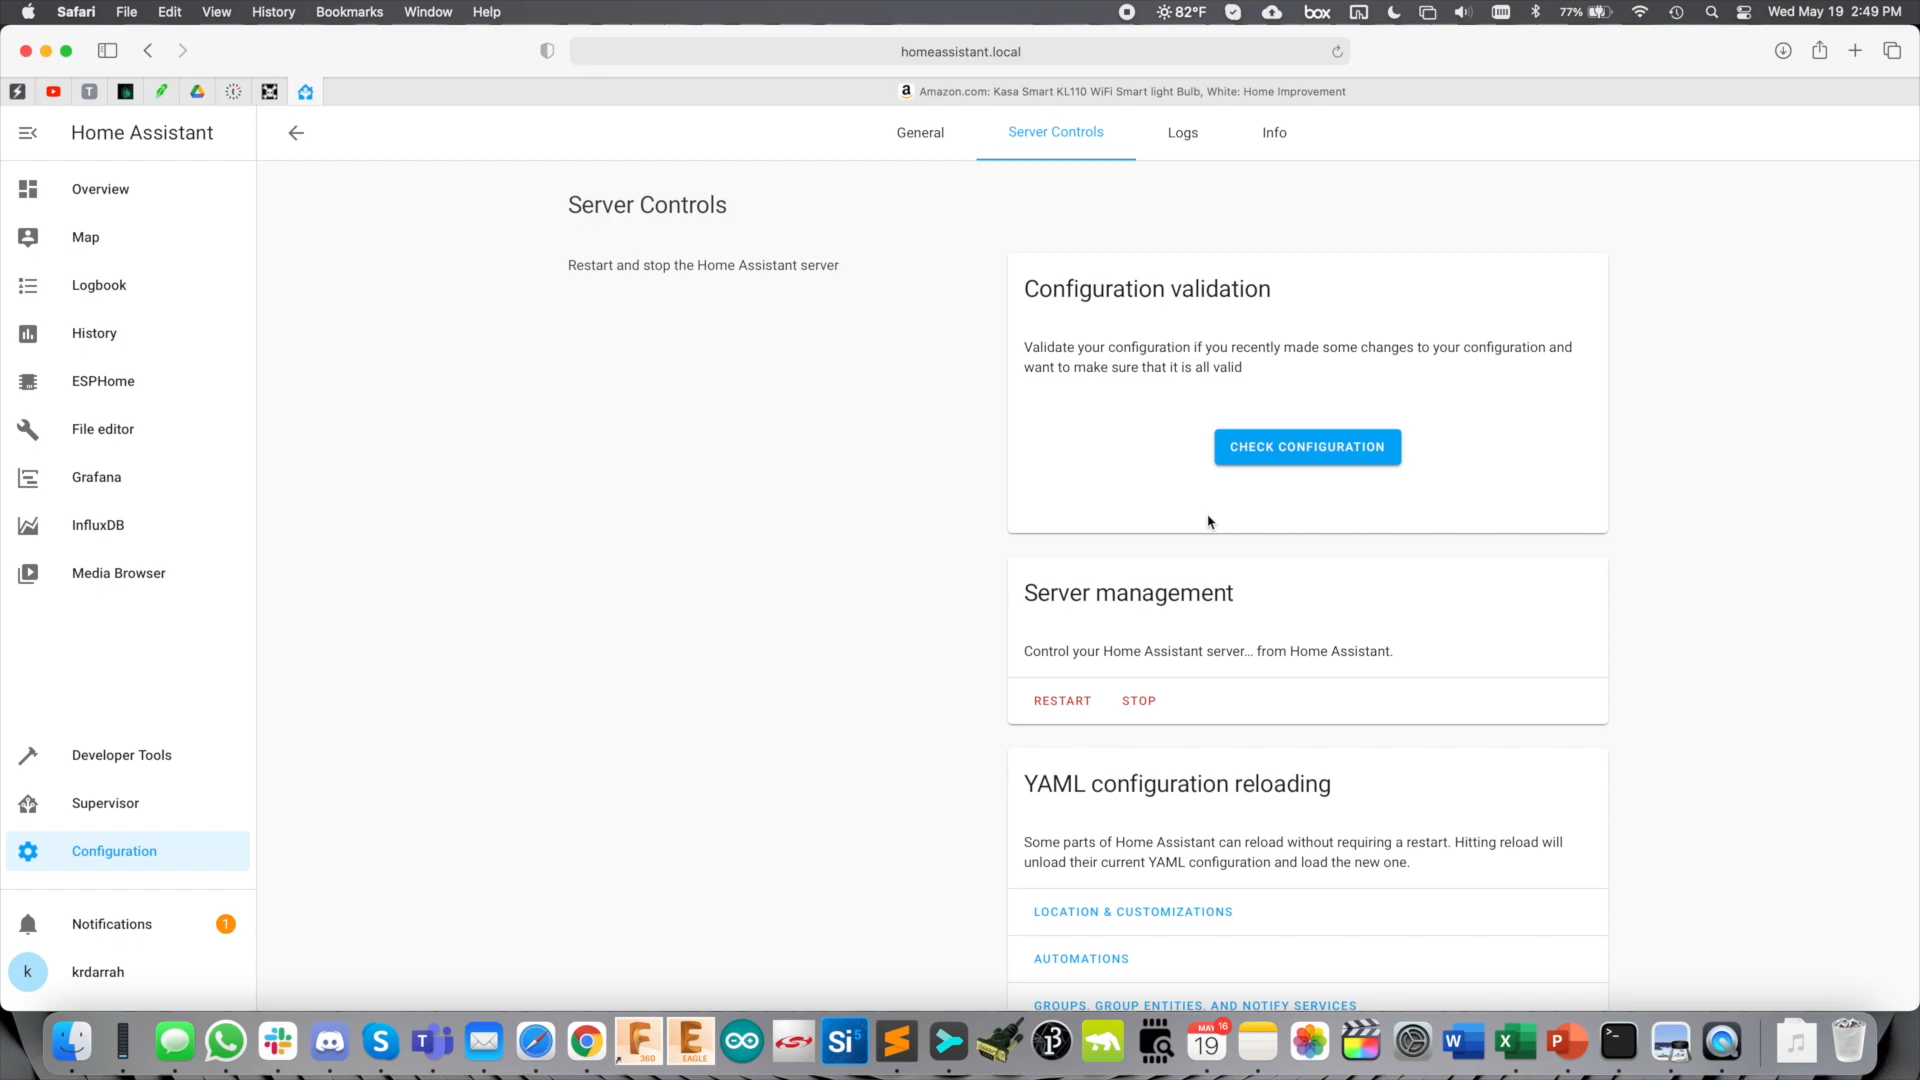 Safari File Edit View History Bookmarks Window Help
82°F
box
77%
Wed May 19 2:49 PM
homeassistant.local
T
a Amazon.com: Kasa Smart KL110 WiFi Smart light Bulb, White: Home Improvement
Home Assistant
General Server Controls Logs Info
Overview
Map
Logbook
History
ESPHome
File editor
Grafana
InfluxDB
Media Browser
Developer Tools
Supervisor
Configuration
Notifications 1
k krdarrah
Server Controls
Restart and stop the Home Assistant server
Configuration validation
Validate your configuration if you recently made some changes to your configuration and
want to make sure that it is all valid
CHECK CONFIGURATION
Server management
Control your Home Assistant server... from Home Assistant.
RESTART STOP
YAML configuration reloading
Some parts of Home Assistant can reload without requiring a restart. Hitting reload will
unload their current YAML configuration and load the new one.
LOCATION & CUSTOMIZATIONS
AUTOMATIONS
GROUPS, GROUP ENTITIES, AND NOTIFY SERVICES
S
T
F
360
E
EAGLE
Si5
MAY 16
19
W
X
P